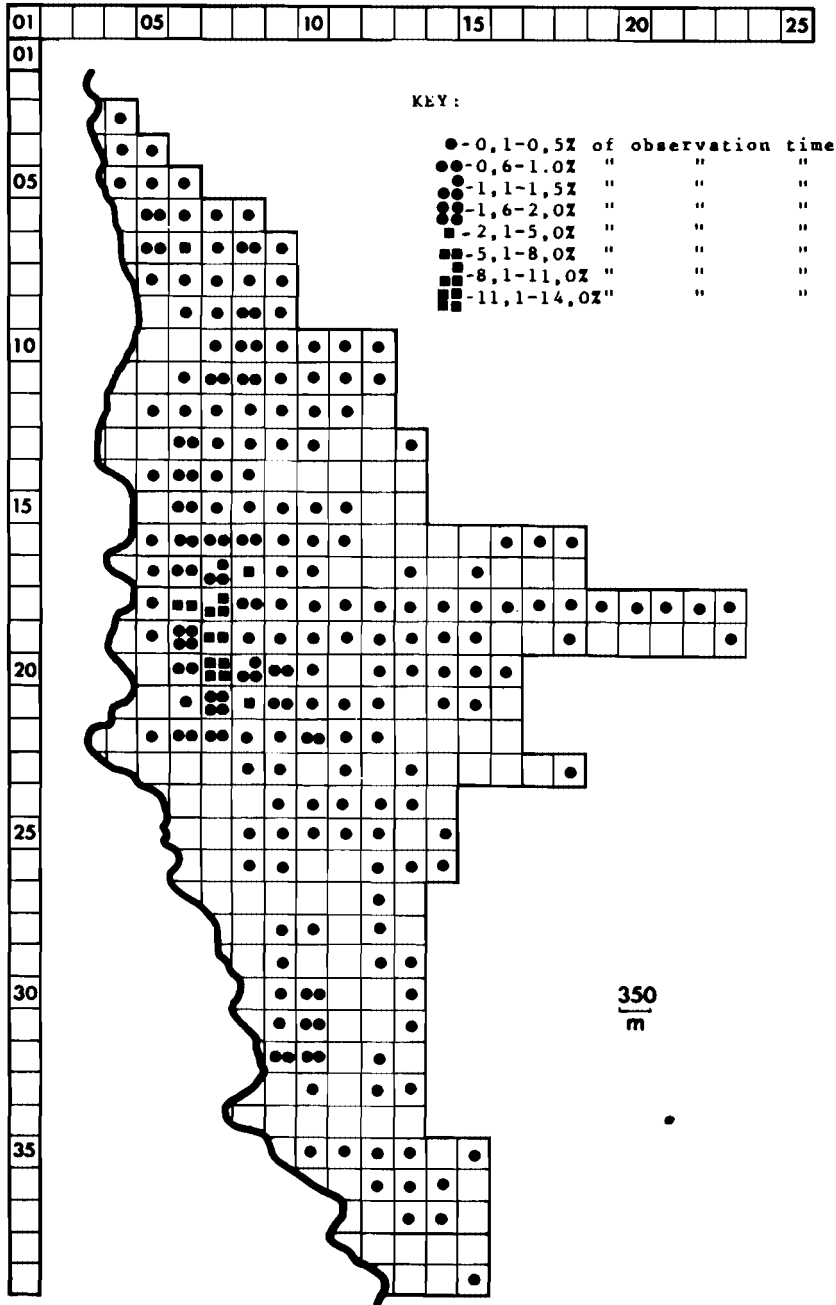 01 05 10 15 20 25
01
05
10
15
20
25
30
35
KEY:
-0,1-0,5% of observation time
-0,6-1.0% " " "
-1,1-1,5% " " "
-1,6-2,0% " " "
-2,1-5,0% " " "
-5,1-8,0% " " "
-8,1-11,0% " " "
-11,1-14,0% " " "
350
m